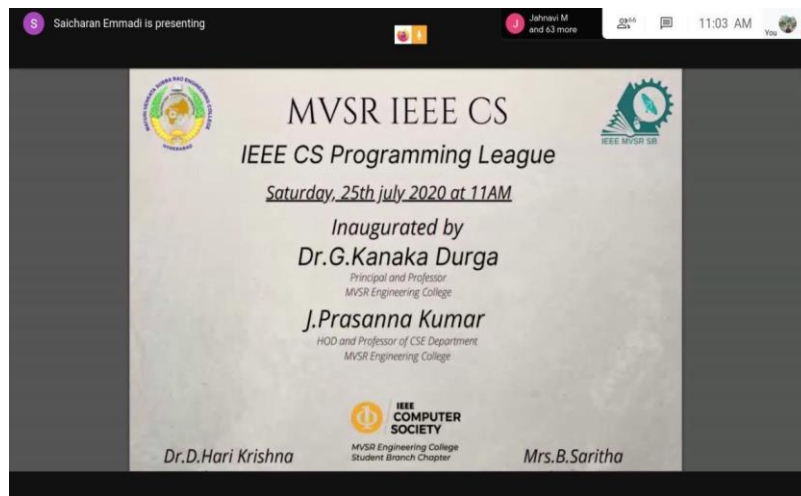 S Saicharan Emmadi is presenting
J Jahnavi M
and 63 more
66
11:03 AM
You
MVSR IEEE CS
IEEE MVSR SB
IEEE CS Programming League
Saturday, 25th july 2020 at 11AM
Inaugurated by
Dr.G.Kanaka Durga
Principal and Professor
MVSR Engineering College
J.Prasanna Kumar
HOD and Professor of CSE Department
MVSR Engineering College
IEEE
COMPUTER
SOCIETY
MVSR Engineering College
Student Branch Chapter
Dr.D.Hari Krishna
Mrs.B.Saritha